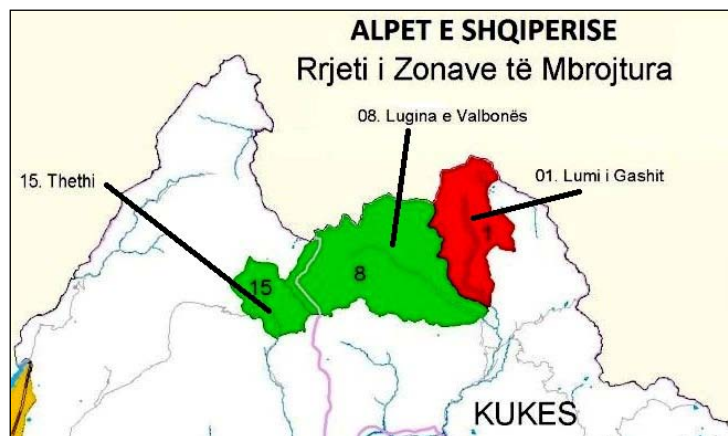 ALPET E SHQIPERISE
Rrjeti i Zonave të Mbrojtura
08. Lugina e Valbonës
15. Thethi
01. Lumi i Gashit
1
8
15
KUKES